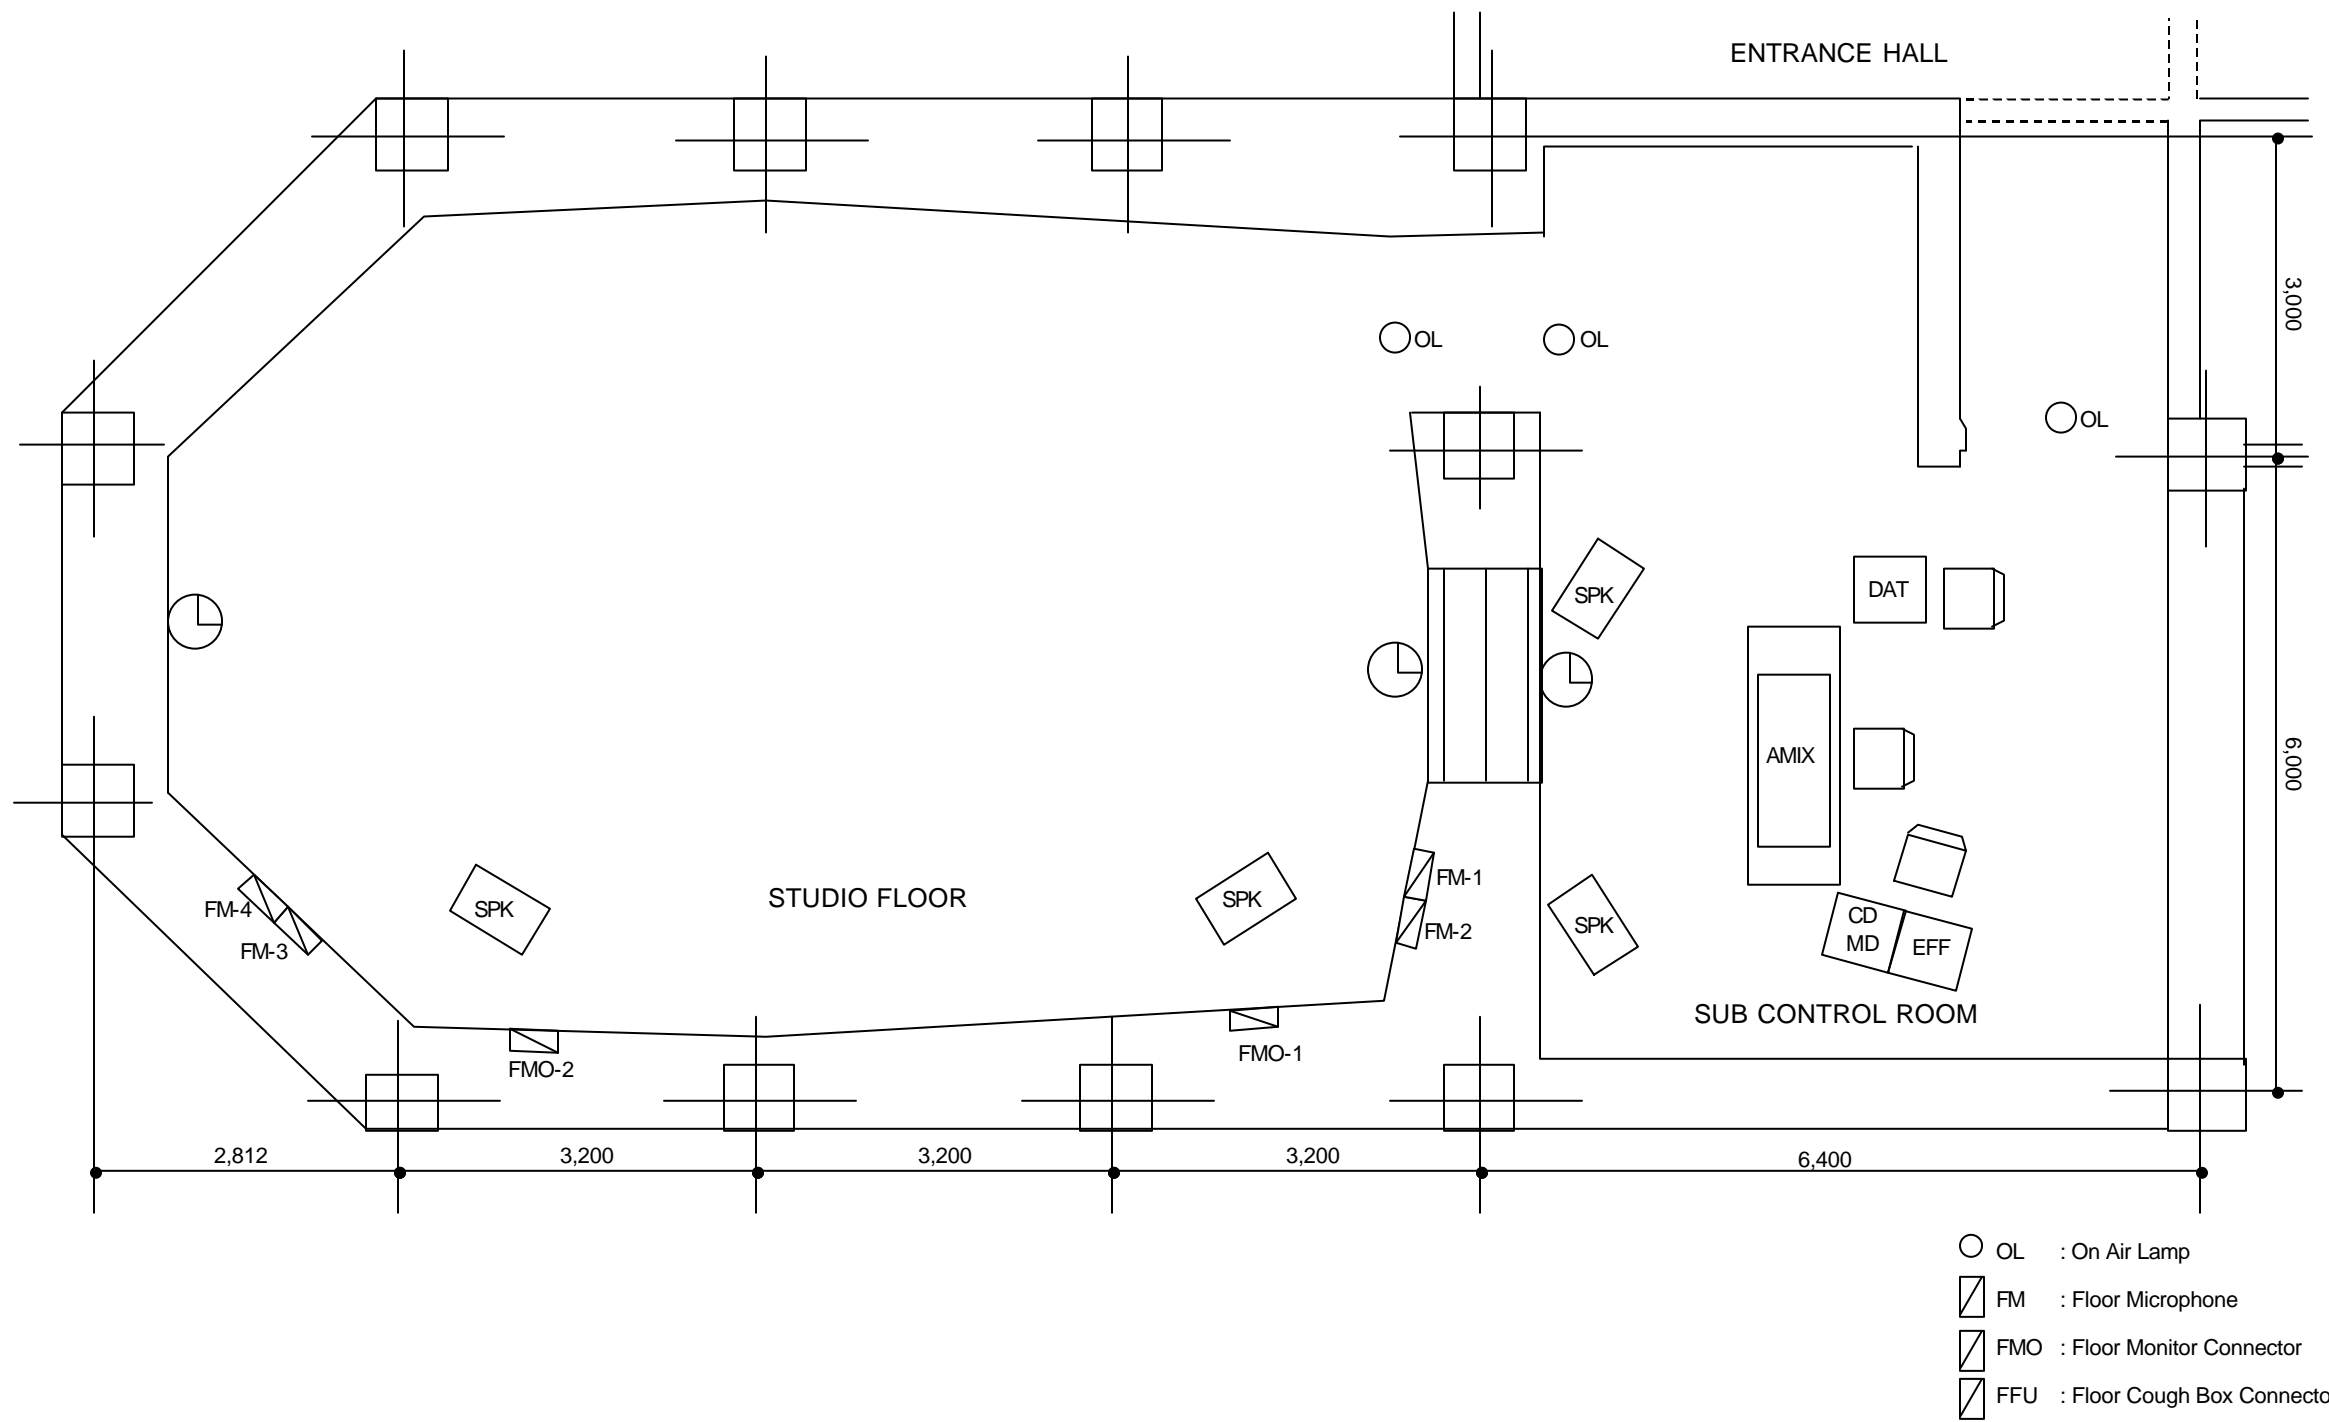 ENTRANCE HALL
3,000
OL
OL
OL
SPK
DAT
AMIX
6,000
FM-1
SPK
STUDIO FLOOR
SPK
FM-4
FM-2
SPK
CD
MD
EFF
FM-3
SUB CONTROL ROOM
FMO-1
FMO-2
2,812
3,200
3,200
3,200
6,400
OL : On Air Lamp
FM : Floor Microphone
FMO : Floor Monitor Connector
FFU : Floor Cough Box Connecto